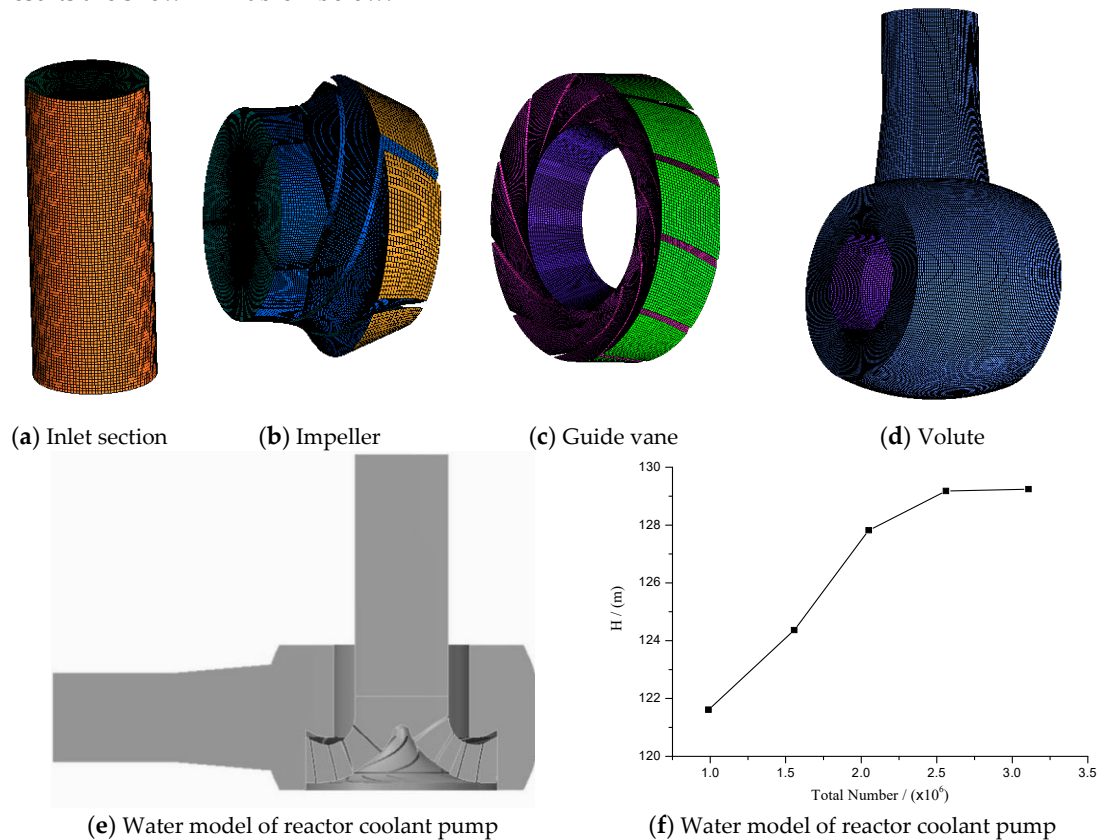 (a) Inlet section
(b) Impeller
(c) Guide vane
(d) Volute
130
128
126
124
122
120
H / (m)
1.0 1.5 2.0 2.5 3.0 3.5
Total Number / (x10⁶)
(e) Water model of reactor coolant pump
(f) Water model of reactor coolant pump